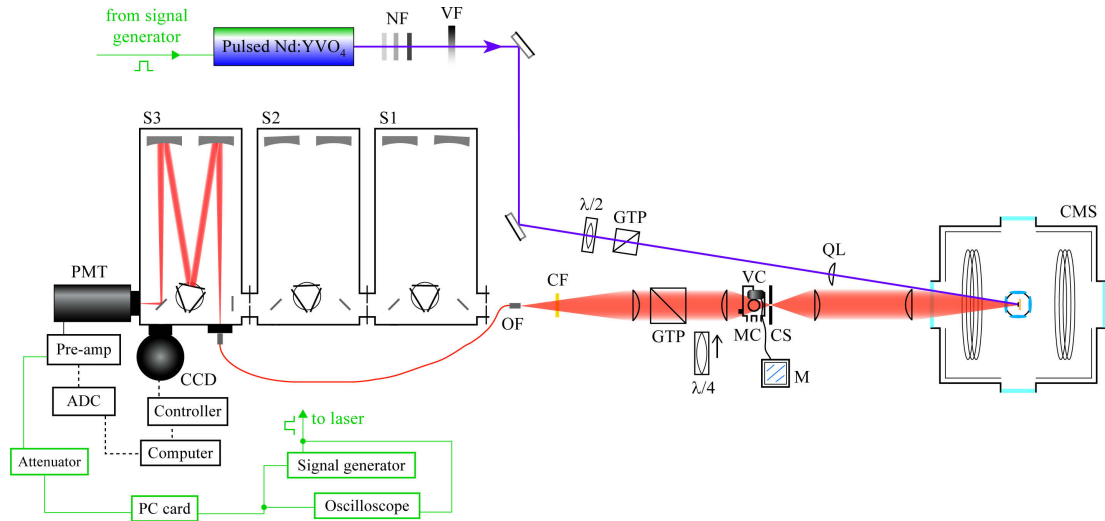 from signal
generator
Pulsed Nd:YVO4
NF
VF
S3
S2
S1
λ/2
GTP
QL
CMS
PMT
CF
VC
OF
GTP
MC
CS
λ/4
M
Pre-amp
CCD
ADC
Controller
Computer
to laser
Attenuator
Signal generator
PC card
Oscilloscope